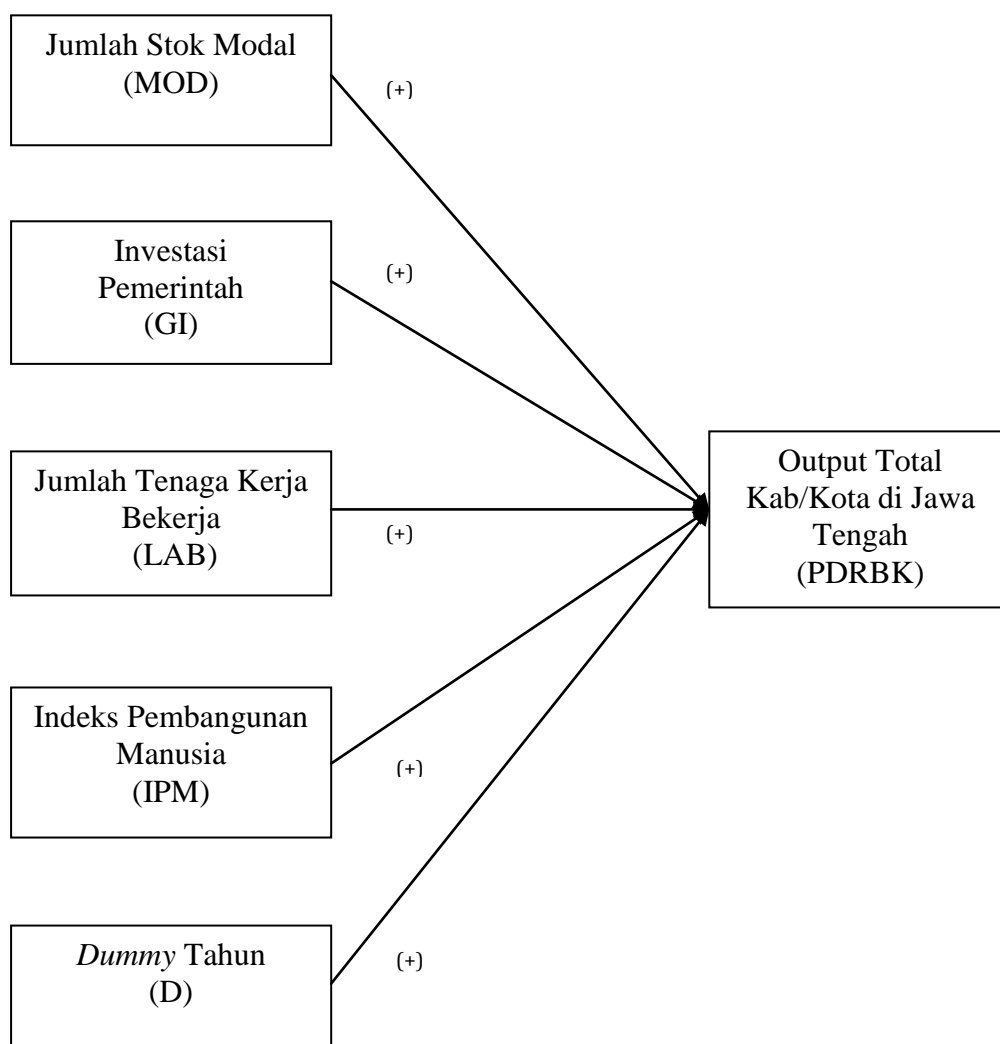 Jumlah Stok Modal
(MOD)
(+)
Investasi
Pemerintah
(GI)
(+)
Jumlah Tenaga Kerja
Bekerja
(LAB)
(+)
Output Total
Kab/Kota di Jawa
Tengah
(PDRBK)
Indeks Pembangunan
Manusia
(IPM)
(+)
Dummy Tahun
(D)
(+)